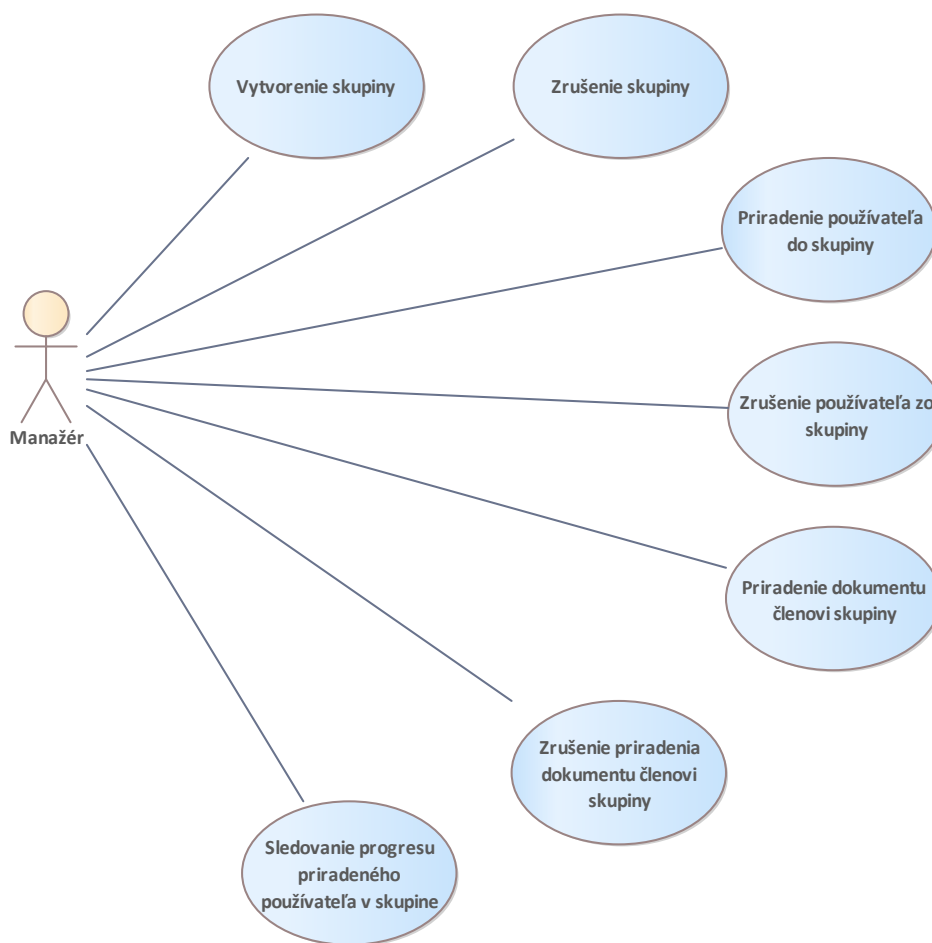 Vytvorenie skupiny
Zrušenie skupiny
Priradenie používateľa
do skupiny
Manažér
Zrušenie používateľa zo
skupiny
Priradenie dokumentu
členovi skupiny
Zrušenie priradenia
dokumentu členovi
skupiny
Sledovanie progresu
priradeného
používateľa v skupine